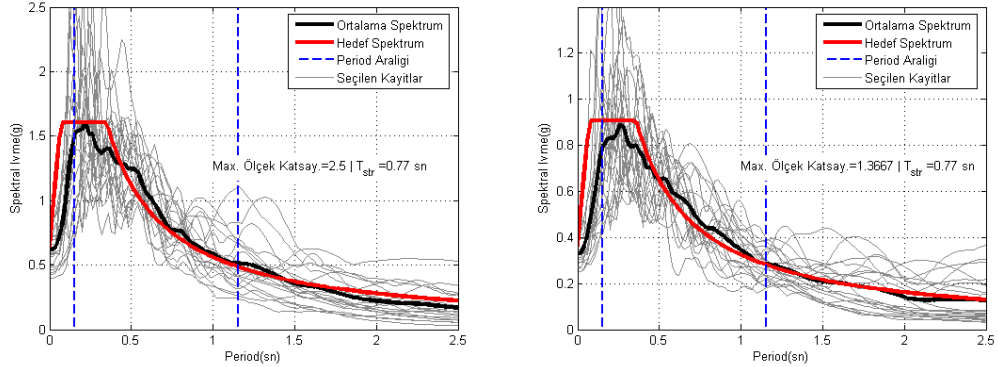 2.5
2
1.5
1
0.5
0
Spektral Ivme(g)
Ortalama Spektrum
Hedef Spektrum
Period Araligi
Seçilen Kayitlar
Max. Ölçek Katsay.=2.5 | Tstr =0.77 sn
0 0.5 1 1.5 2 2.5
Period(sn)
1.2
1
0.8
0.6
0.4
0.2
0
Spektral Ivme(g)
Ortalama Spektrum
Hedef Spektrum
Period Araligi
Seçilen Kayitlar
Max. Ölçek Katsay.=1.3667 | Tstr =0.77 sn
0 0.5 1 1.5 2 2.5
Period(sn)